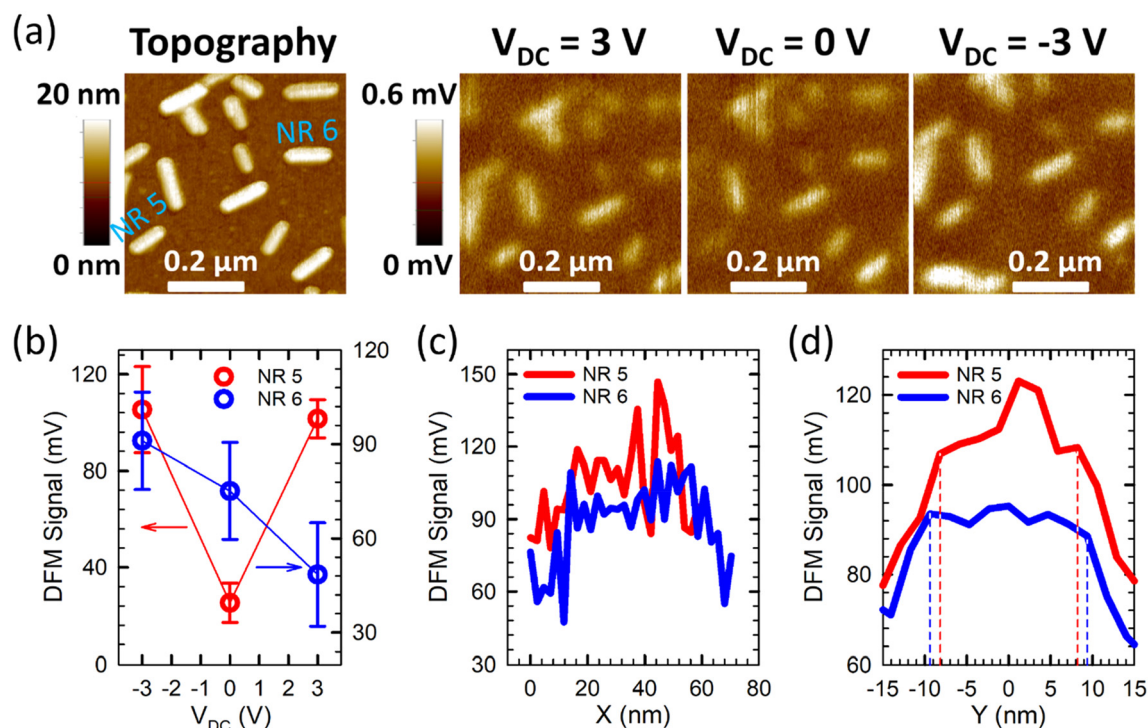 (a)
Topography
V_DC = 3 V
V_DC = 0 V
V_DC = -3 V
20 nm
0 nm
NR 6
NR 5
0.2 μm
0.6 mV
0 mV
0.2 μm
0.2 μm
0.2 μm
(b)
DFM Signal (mV)
120
80
40
0
NR 5
NR 6
120
90
60
30
DFM Signal (mV)
-3 -2 -1 0 1 2 3
V_DC (V)
(c)
DFM Signal (mV)
150
120
90
60
30
NR 5
NR 6
0 20 40 60 80
X (nm)
(d)
DFM Signal (mV)
120
100
80
60
NR 5
NR 6
-15 -10 -5 0 5 10 15
Y (nm)